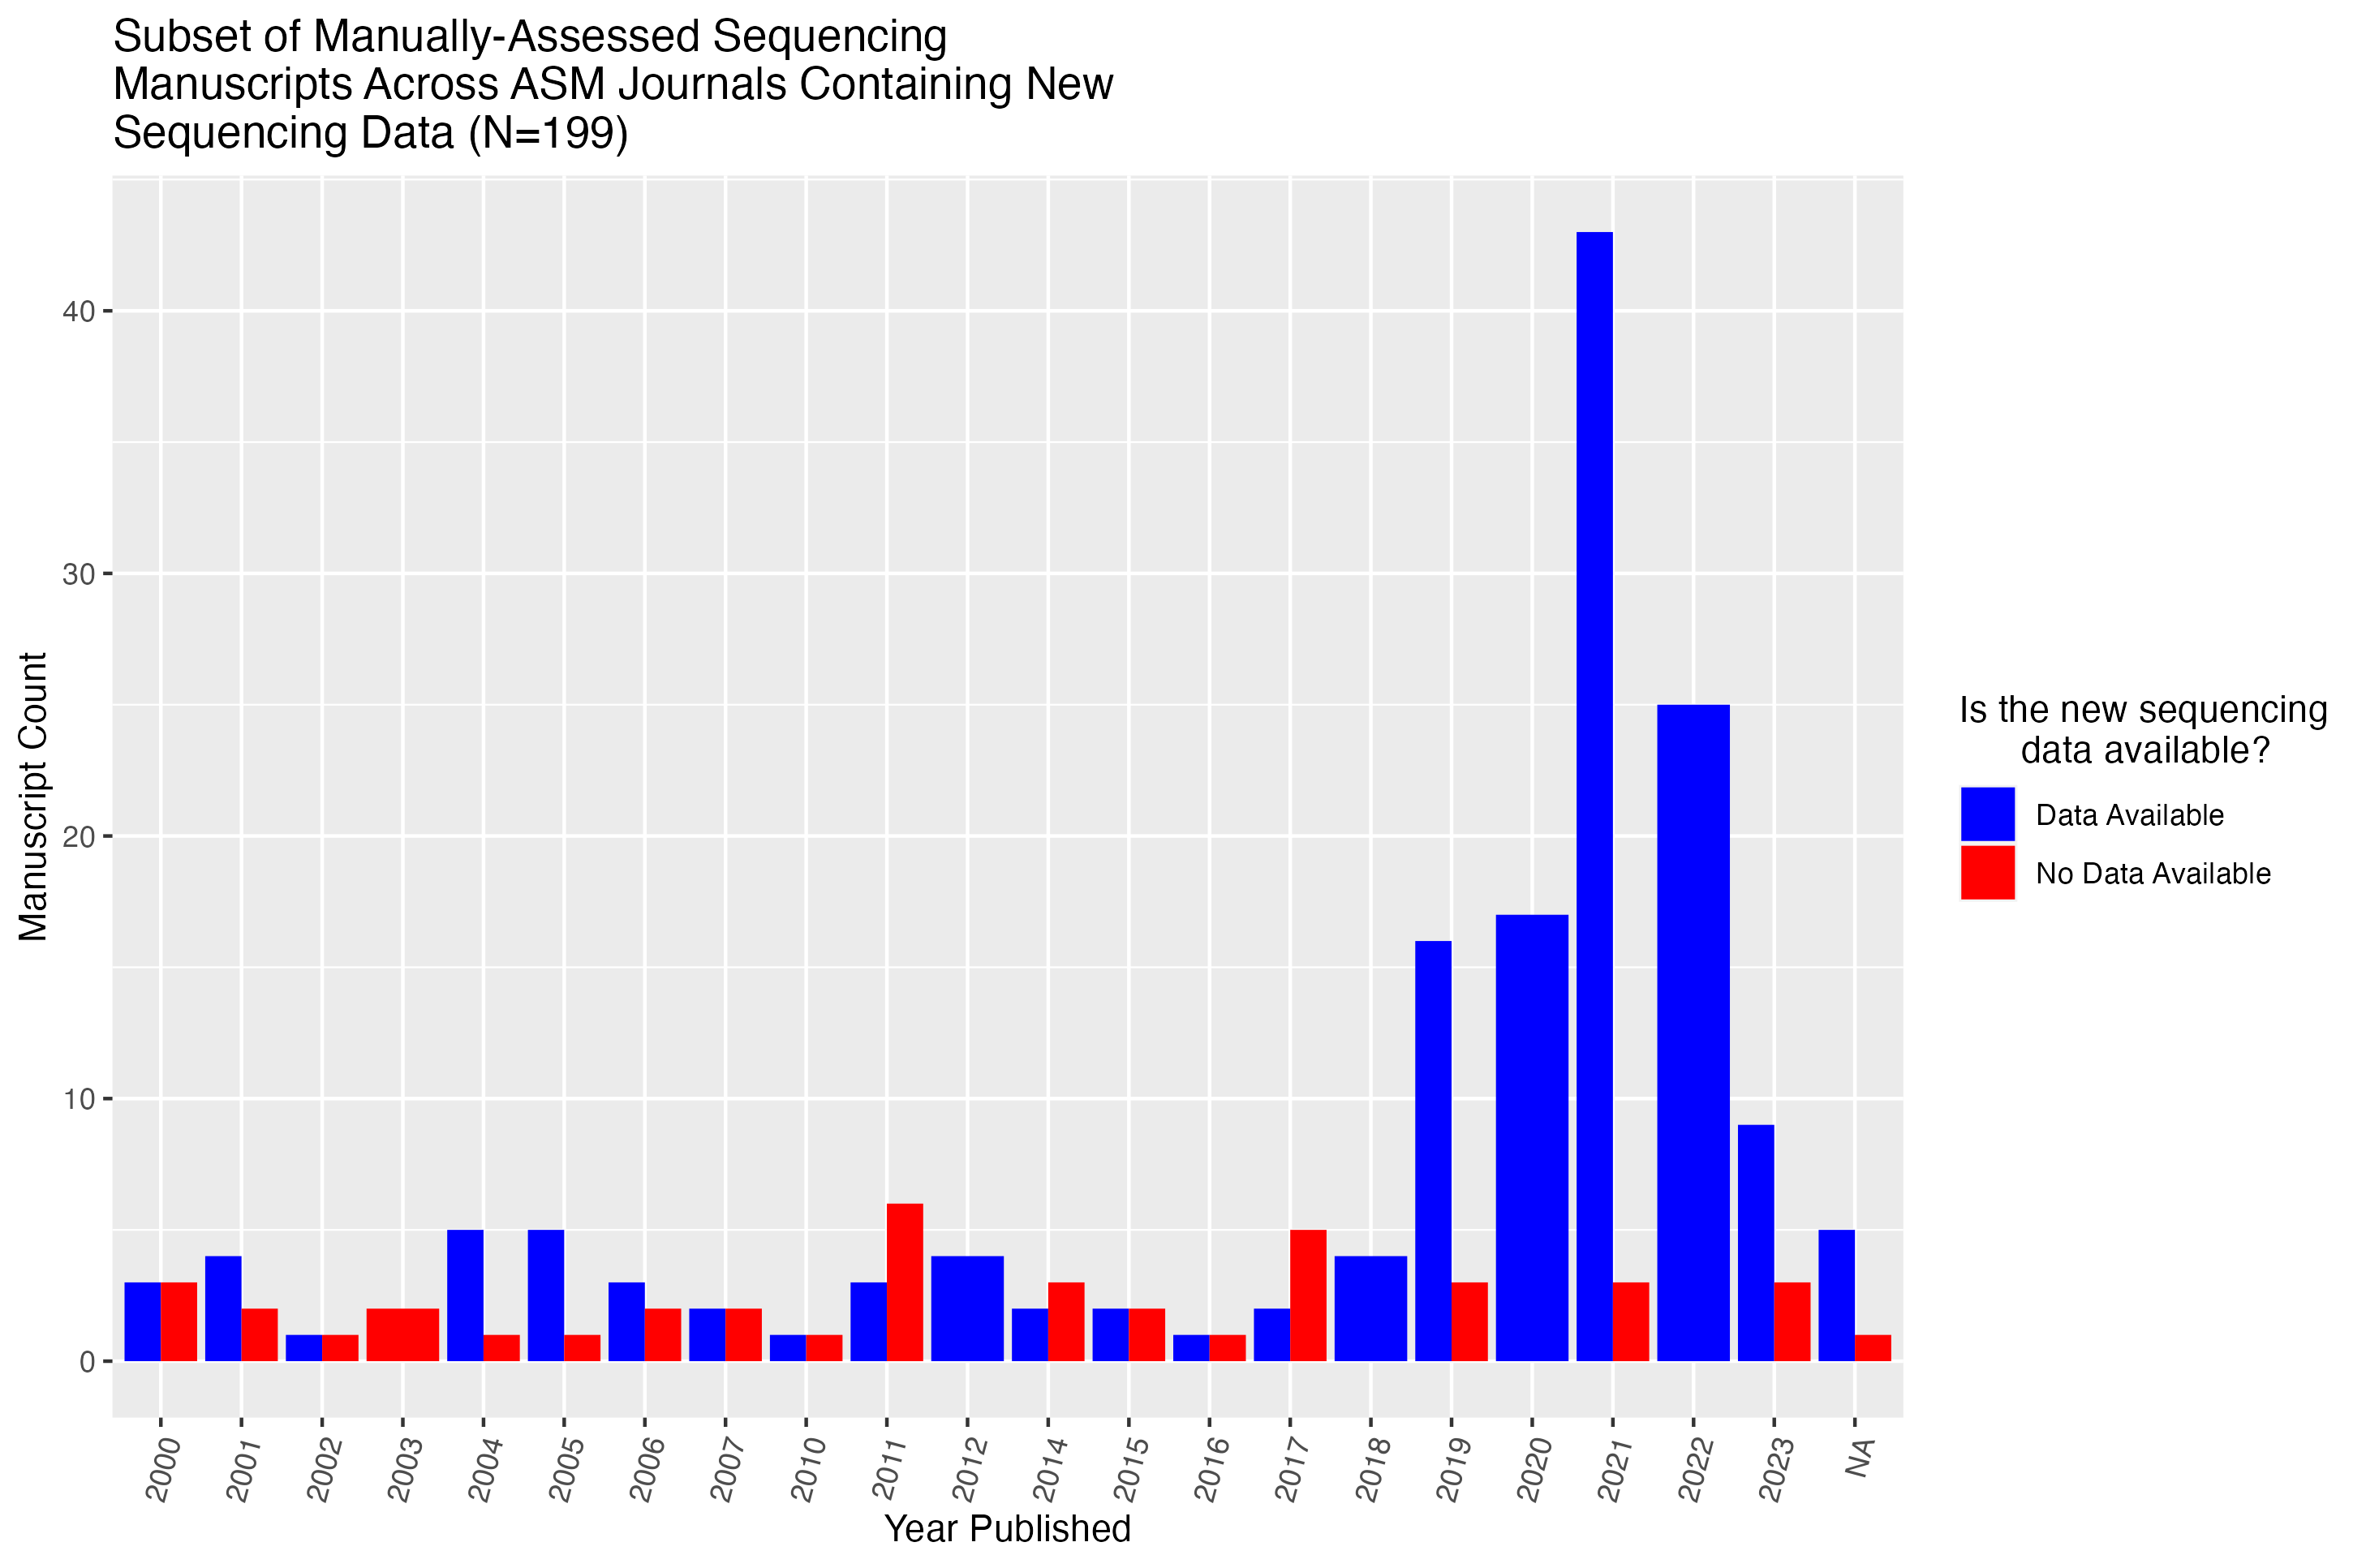 Subset of Manually-Assessed Sequencing
Manuscripts Across ASM Journals Containing New
Sequencing Data (N=199)
Manuscript Count
40
30
20
10
0
2000
2001
2002
2003
2004
2005
2006
2007
2010
2011
2012
2014
2015
2016
2017
2018
2019
2020
2021
2022
2023
NA
Year Published
Is the new sequencing
data available?
Data Available
No Data Available